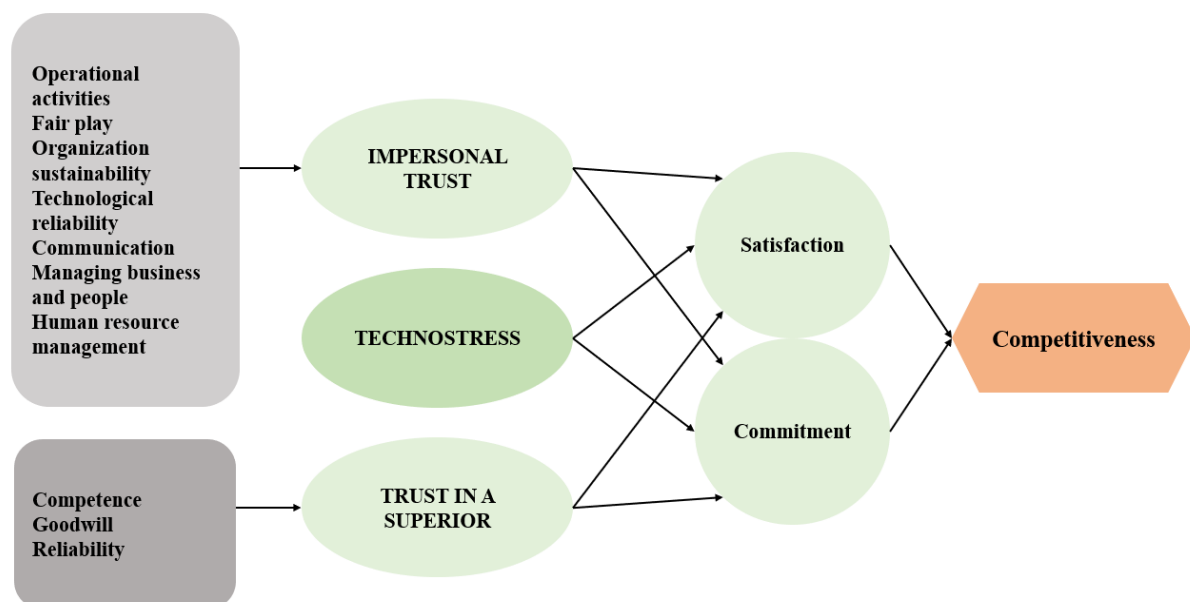 Operational
activities
Fair play
Organization
sustainability
Technological
reliability
Communication
Managing business
and people
Human resource
management
IMPERSONAL
TRUST
TECHNOSTRESS
Competence
Goodwill
Reliability
TRUST IN A
SUPERIOR
Satisfaction
Commitment
Competitiveness